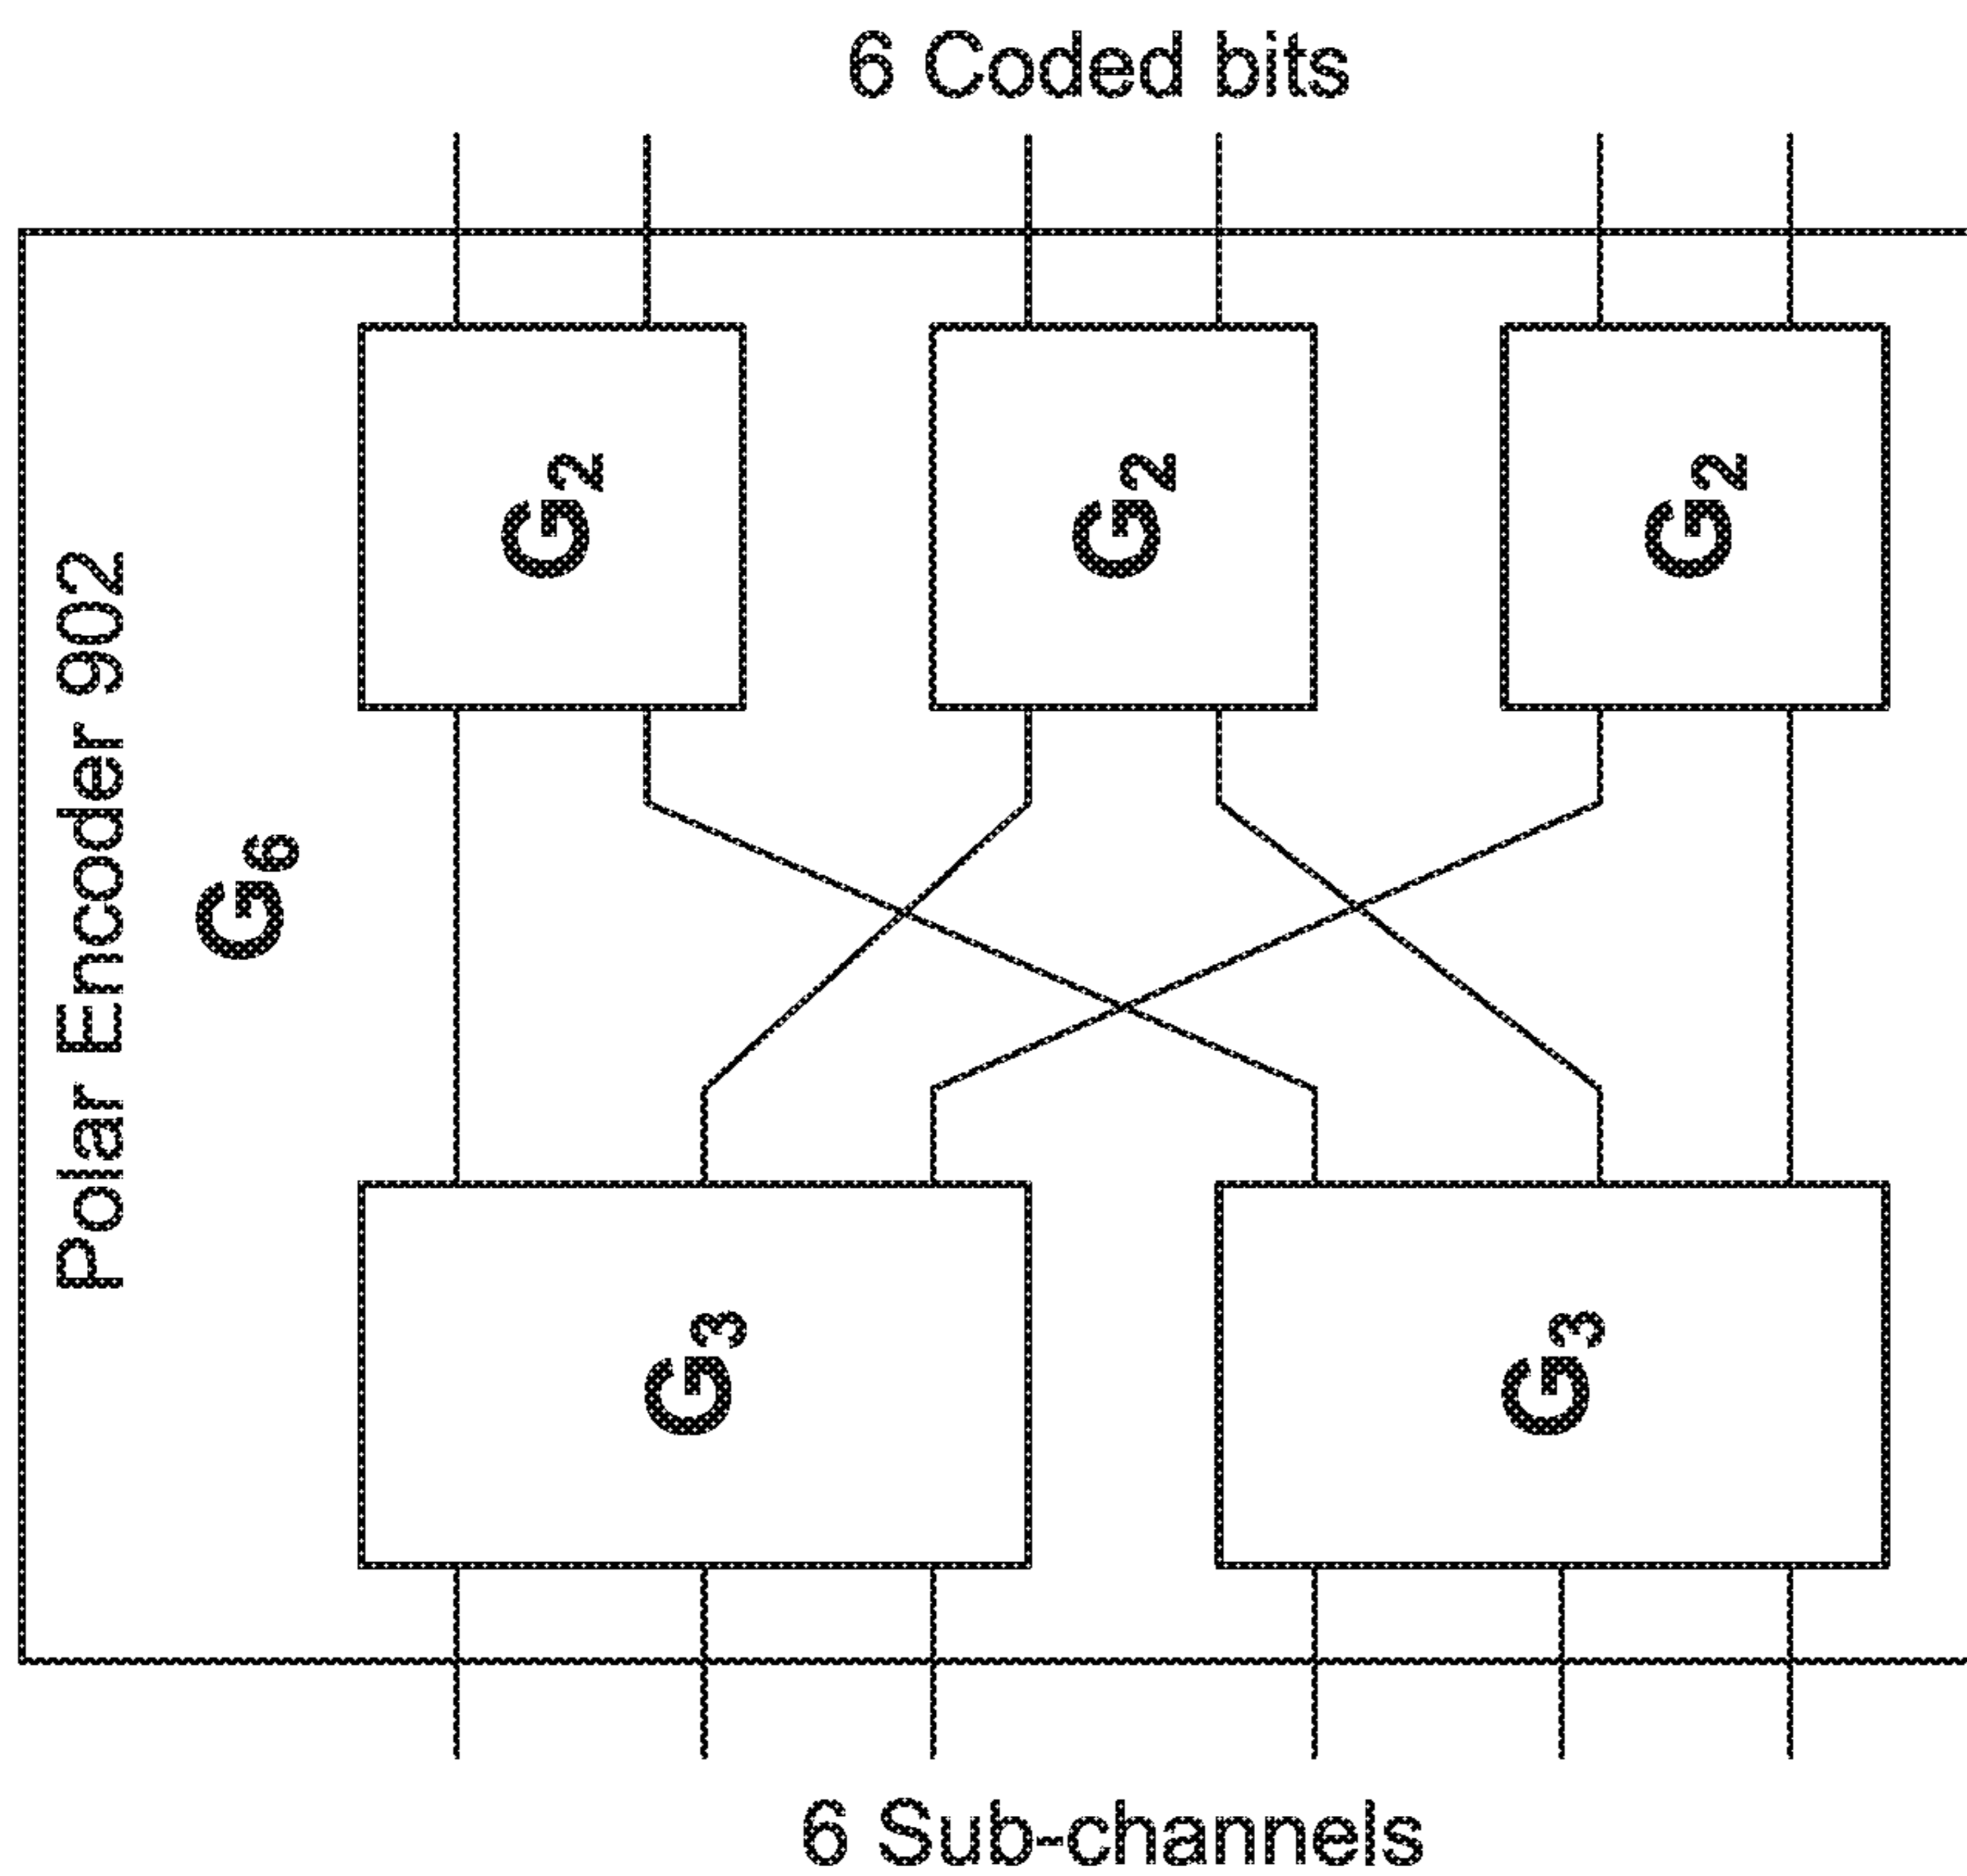 6 Coded bits
Polar Encoder 902
G6
G2
G2
G2
G3
G3
6 Sub-channels